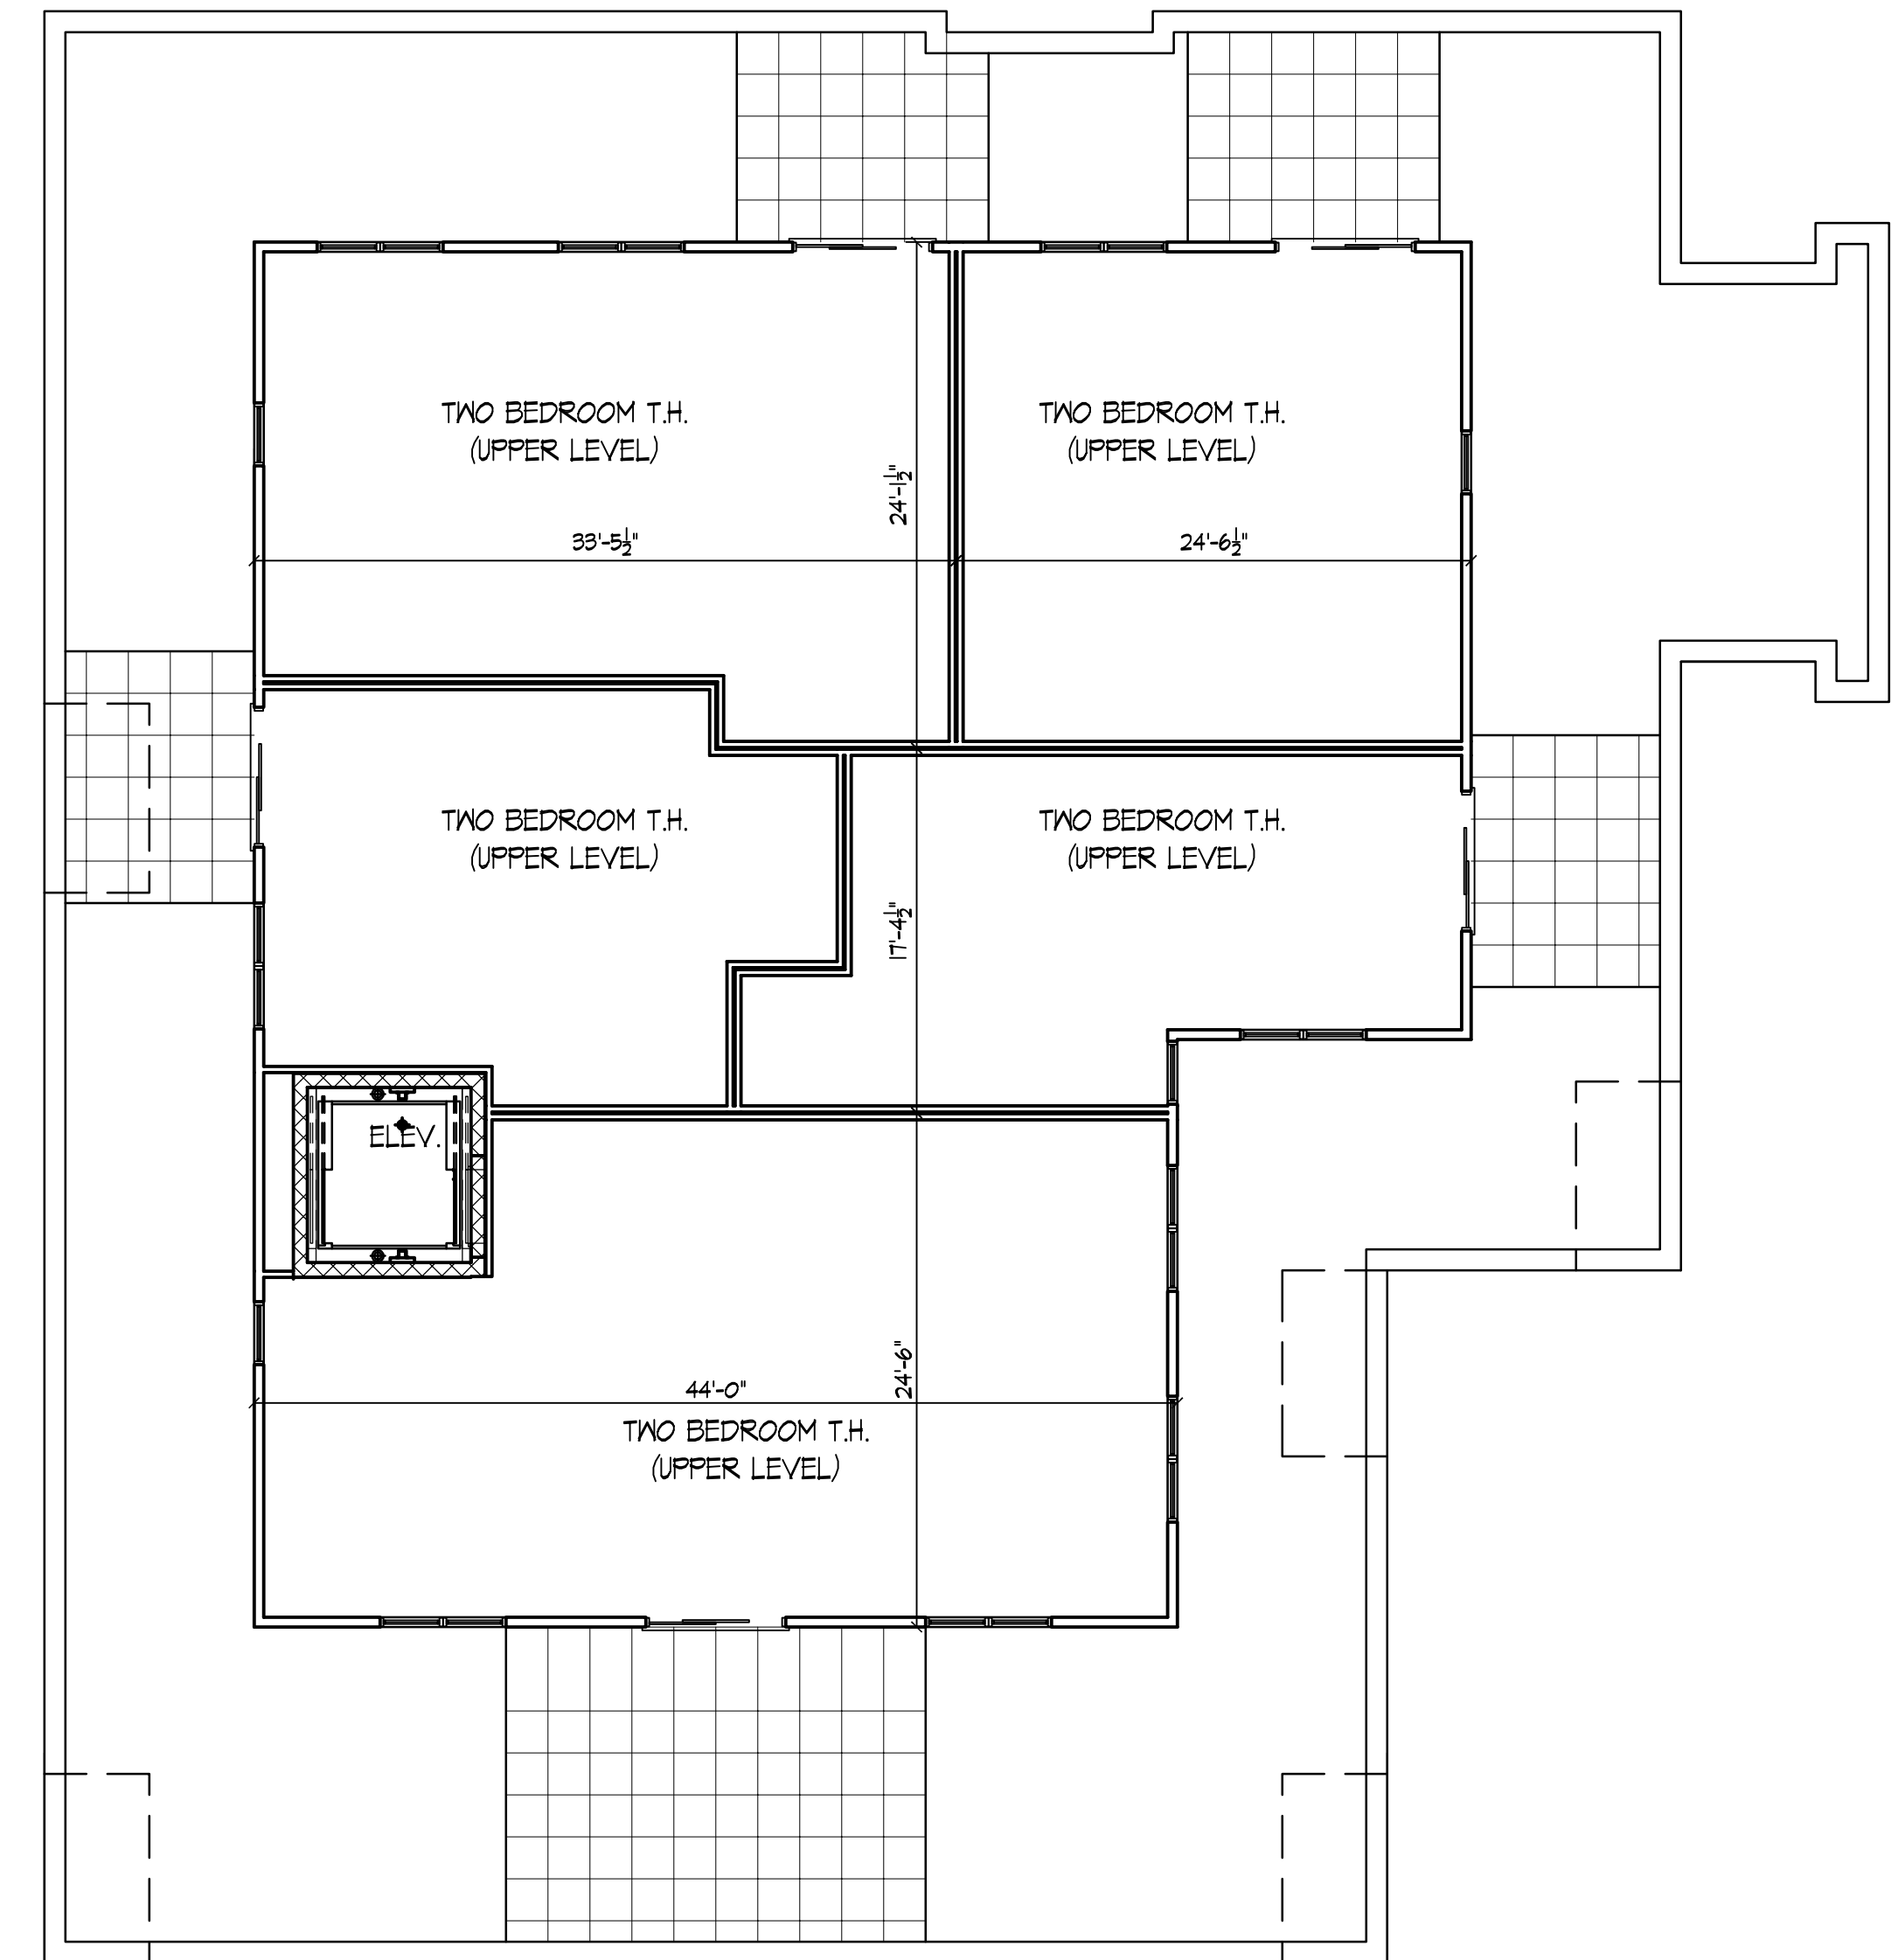 TWO BEDROOM T.H.
(UPPER LEVEL)
TWO BEDROOM T.H.
(UPPER LEVEL)
24'-1½"
33'-5½"
24'-6½"
TWO BEDROOM T.H.
(UPPER LEVEL)
TWO BEDROOM T.H.
(UPPER LEVEL)
17'-4½"
ELEV.
24'-6"
44'-0"
TWO BEDROOM T.H.
(UPPER LEVEL)